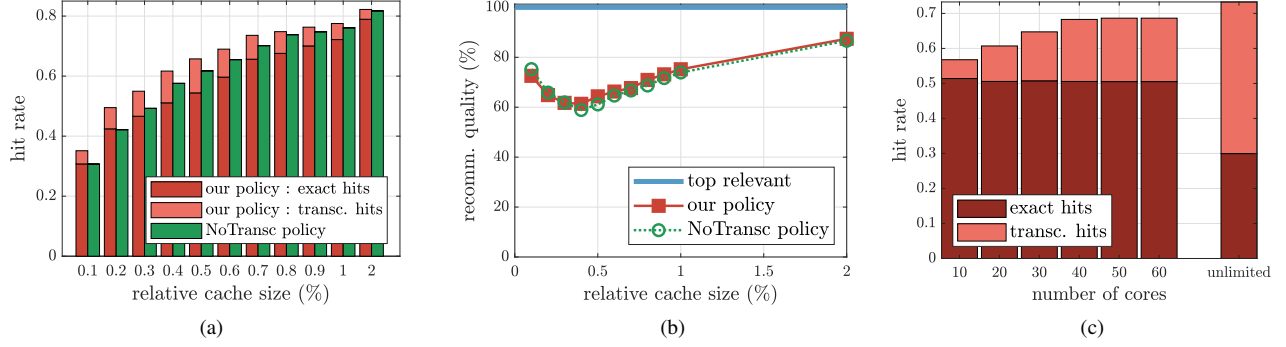 0.8
0.6
0.4
0.2
0
hit rate
our policy : exact hits
our policy : transc. hits
NoTransc policy
0.1 0.2 0.3 0.4 0.5 0.6 0.7 0.8 0.9 1 2
relative cache size (%)
(a)
100
80
60
40
20
0
recomm. quality (%)
top relevant
our policy
NoTransc policy
0 0.5 1 1.5 2
relative cache size (%)
(b)
0.7
0.6
0.5
0.4
0.3
0.2
0.1
0
hit rate
exact hits
transc. hits
10 20 30 40 50 60 unlimited
number of cores
(c)